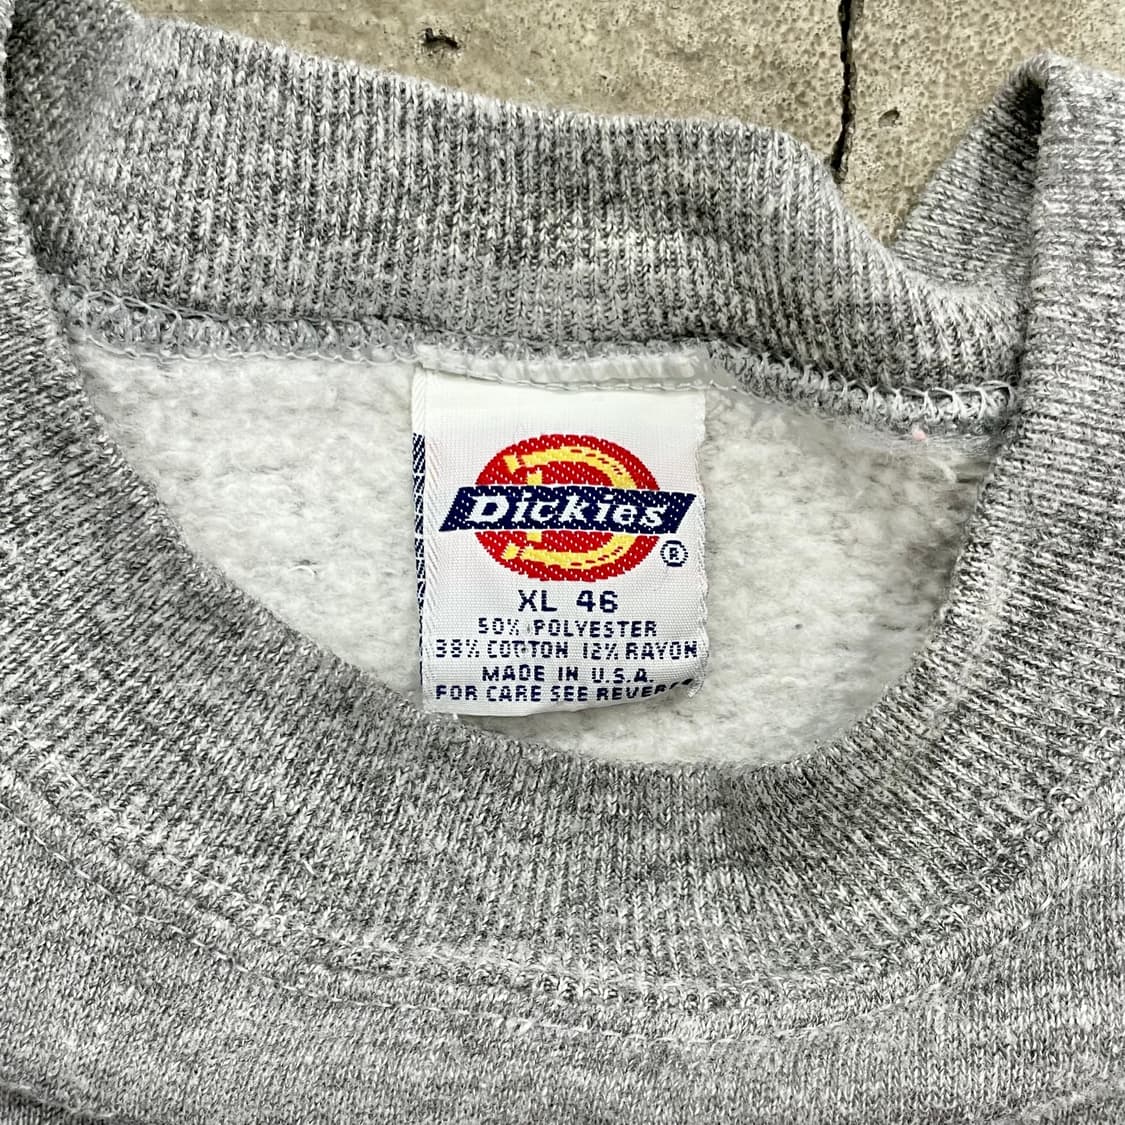 Dickies
®
XL 46
50% POLYESTER
38% COTTON 12% RAYON
MADE IN U.S.A.
FOR CARE SEE REVERSE